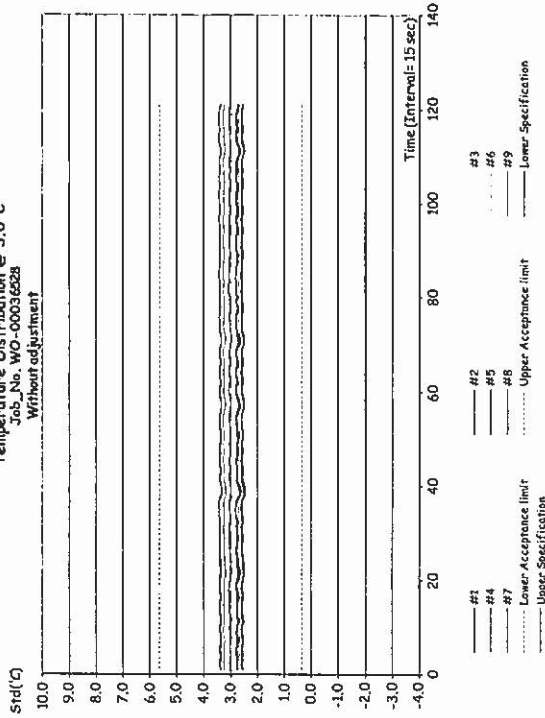 Temperature Distribution @ 3.0°C
Job_No. WO-00036528
Without adjustment
Std(℃)
10.0
9.0
8.0
7.0
6.0
5.0
4.0
3.0
2.0
1.0
0.0
-1.0
-2.0
-3.0
-4.0
Time (Interval= 15 sec)
0 20 40 60 80 100 120 140
#1 #2 #3
#4 #5 #6
#7 #8 #9
Lower Acceptance limit Upper Acceptance limit Lower Specification
Upper Specification